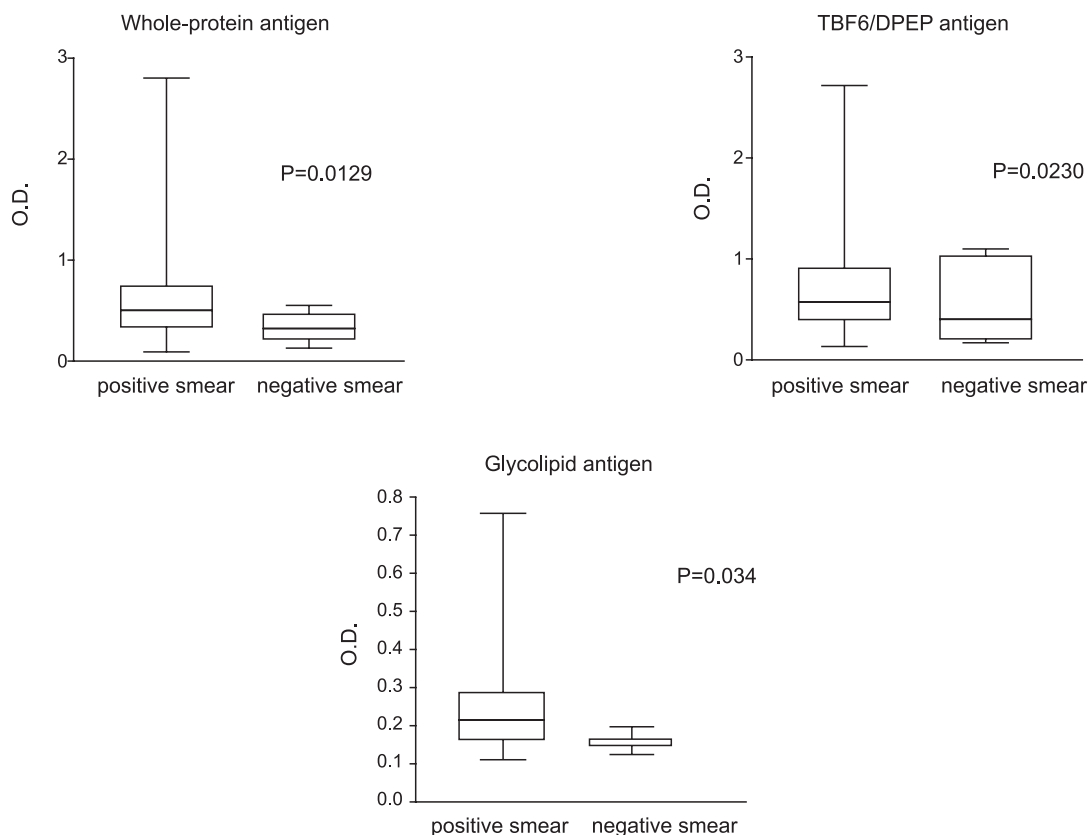 Whole-protein antigen
3
2
1
0
O.D.
P=0.0129
positive smear negative smear
TBF6/DPEP antigen
3
2
1
0
O.D.
P=0.0230
positive smear negative smear
Glycolipid antigen
0.8
0.7
0.6
0.5
0.4
0.3
0.2
0.1
0.0
O.D.
P=0.034
positive smear negative smear